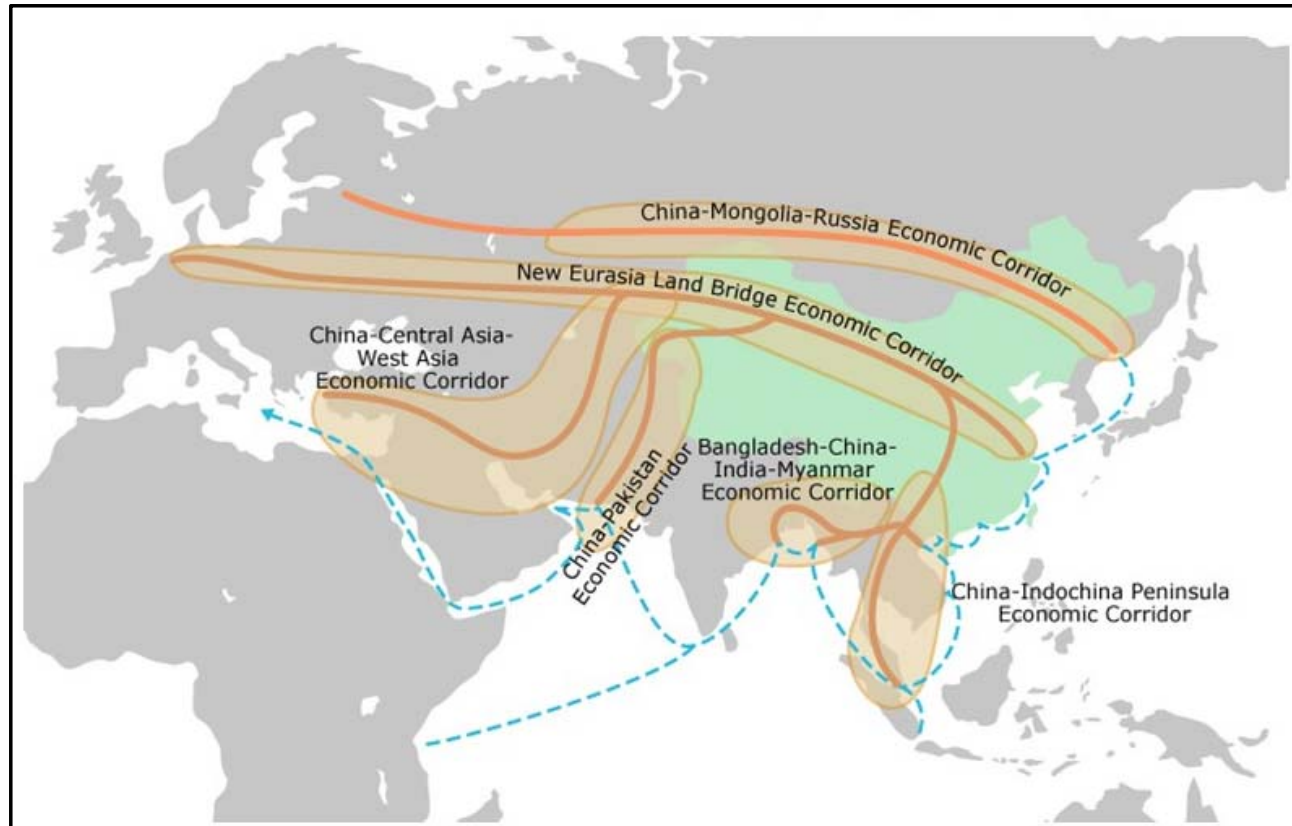 China-Mongolia-Russia Economic Corridor
New Eurasia Land Bridge Economic Corridor
China-Central Asia-
West Asia
Economic Corridor
China-Pakistan
Economic Corridor
Bangladesh-China-
India-Myanmar
Economic Corridor
China-Indochina Peninsula
Economic Corridor